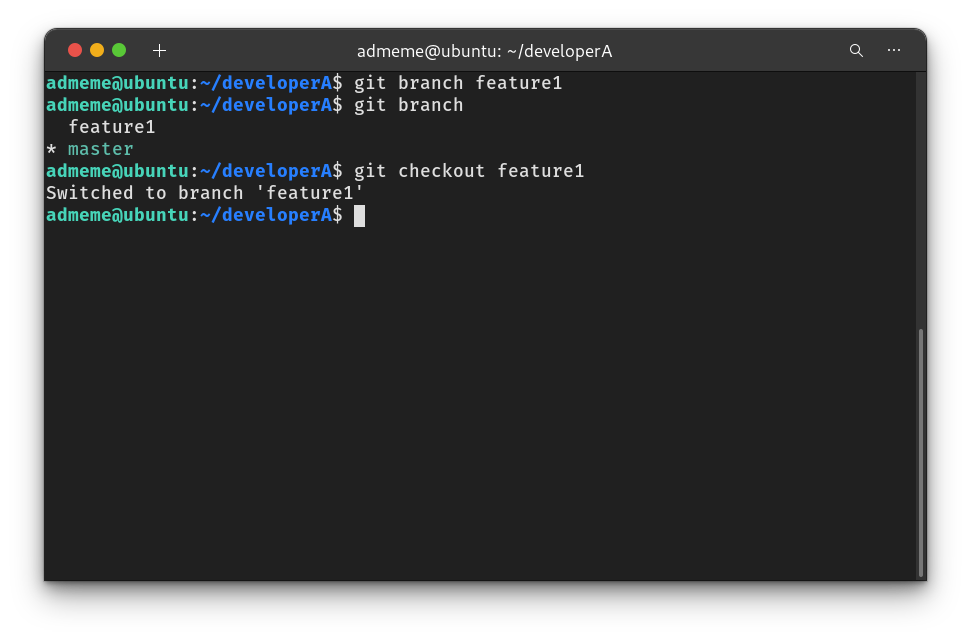 admeme@ubuntu: ~/developerA
admeme@ubuntu:~/developerA$ git branch feature1
admeme@ubuntu:~/developerA$ git branch
  feature1
* master
admeme@ubuntu:~/developerA$ git checkout feature1
Switched to branch 'feature1'
admeme@ubuntu:~/developerA$